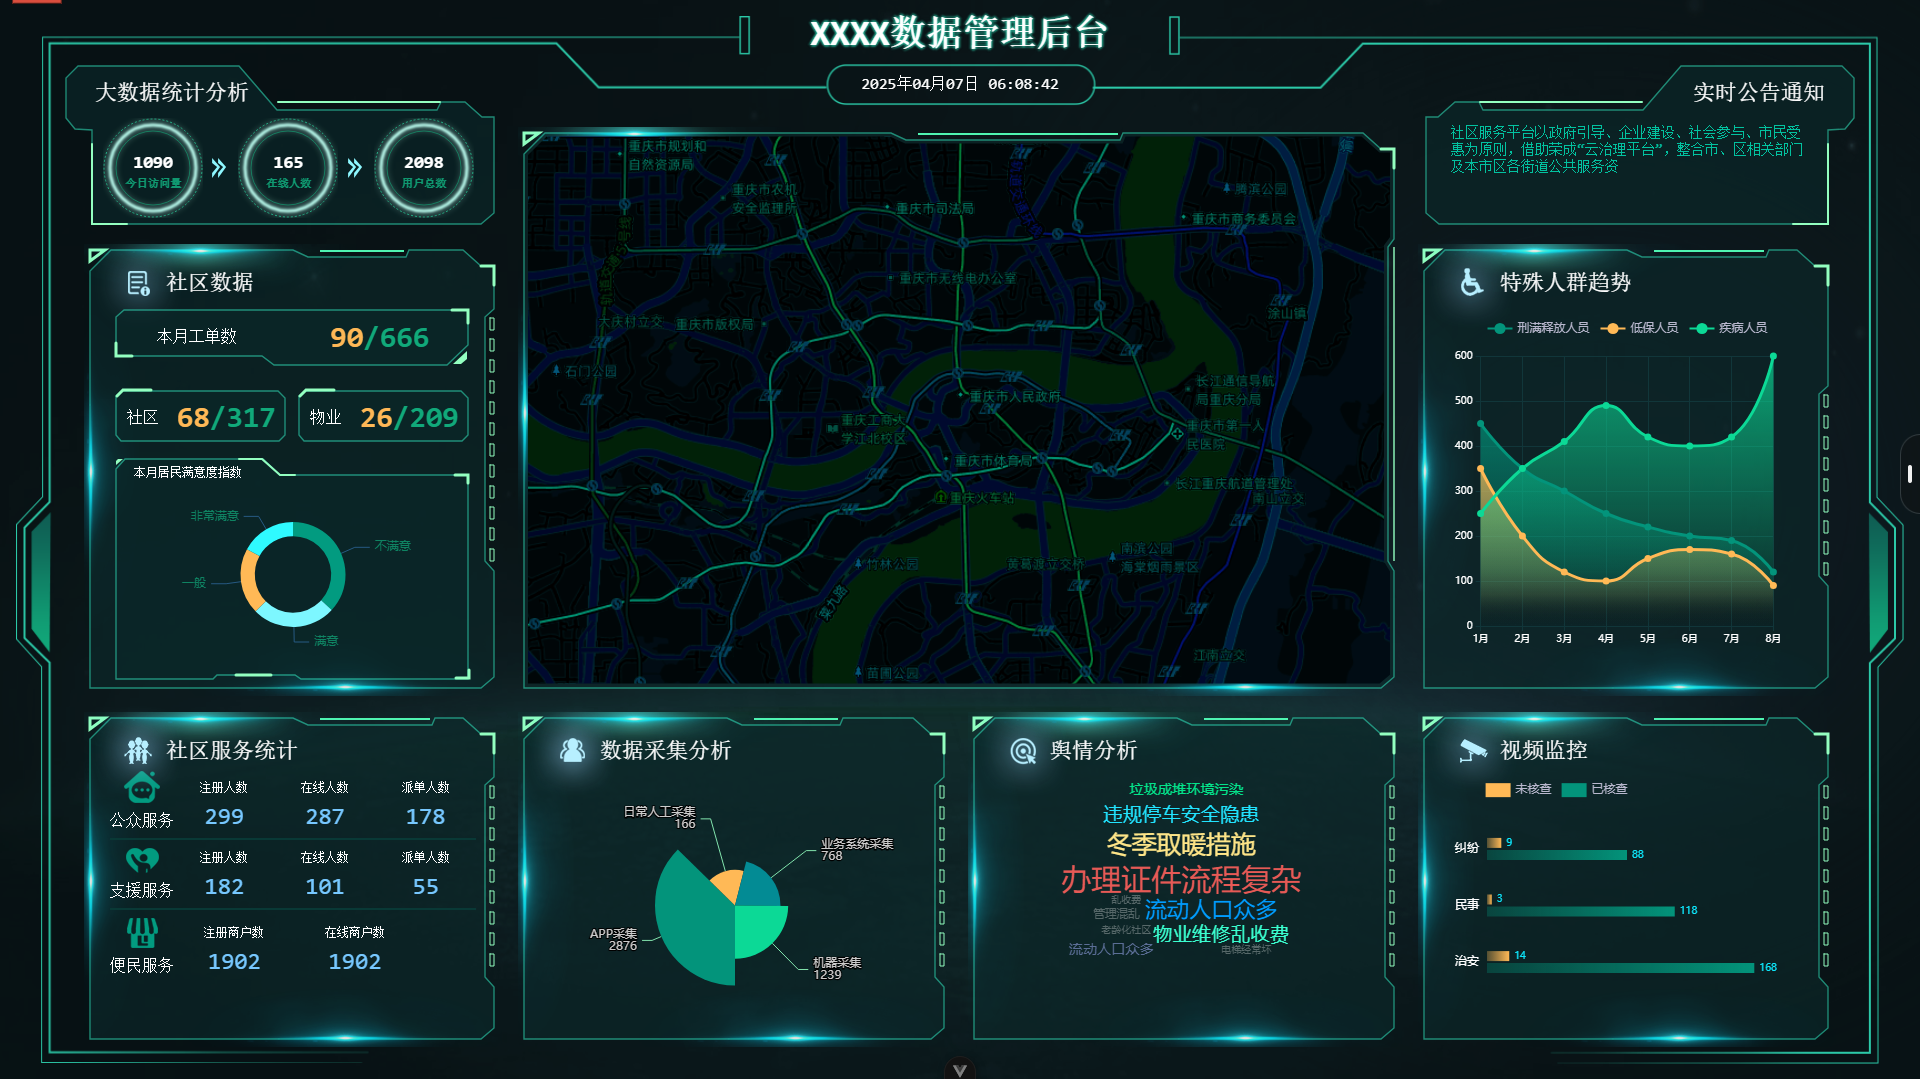 XXXX数据管理后台
2025年04月07日 06:08:42
大数据统计分析
1090
今日访问量
165
在线人数
2098
用户总数
实时公告通知
社区服务平台以政府引导、企业建设、社会参与、市民受
惠为原则，借助荣成“云治理平台”，整合市、区相关部门
及本市区各街道公共服务资
社区数据
本月工单数
90/666
社区
68/317
物业
26/209
本月居民满意度指数
非常满意
不满意
一般
满意
重庆市规划和
自然资源局
重庆市农机
安全监理所
重庆市司法局
腾滨公园
重庆市商务委员会
重庆市无线电办公室
大庆村立交
重庆市版权局
涂山镇
石门公园
重庆市人民政府
长江通信导航
局重庆分局
重庆工商大
学江北校区
重庆市第一人
民医院
重庆市体育局
长江重庆航道管理处
南山立交
重庆火车站
竹林公园
黄葛渡立交桥
南滨公园
海棠烟雨景区
菜九路
苗圃公园
江南立交
特殊人群趋势
刑满释放人员
低保人员
疾病人员
600
500
400
300
200
100
0
1月
2月
3月
4月
5月
6月
7月
8月
社区服务统计
公众服务
注册人数
在线人数
派单人数
299
287
178
支援服务
注册人数
在线人数
派单人数
182
101
55
便民服务
注册商户数
在线商户数
1902
1902
数据采集分析
日常人工采集
166
业务系统采集
768
APP采集
2876
机器采集
1239
舆情分析
垃圾成堆环境污染
违规停车安全隐患
冬季取暖措施
办理证件流程复杂
乱收费
管理混乱
流动人口众多
老龄化社区
物业维修乱收费
流动人口众多
电梯经常坏
视频监控
未核查
已核查
纠纷
9
88
民事
3
118
治安
14
168